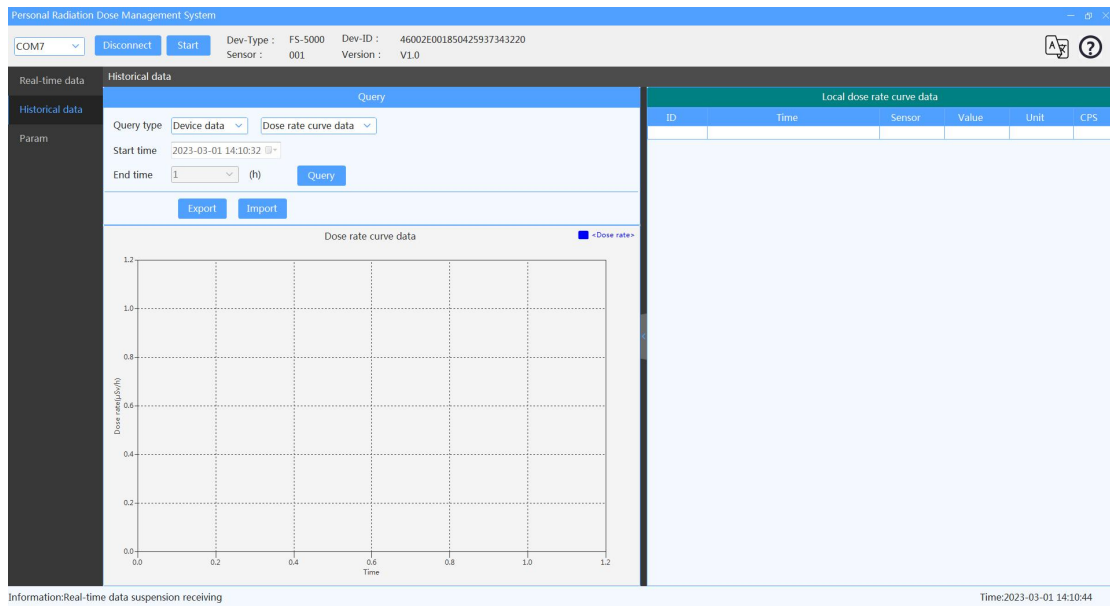 Personal Radiation Dose Management System
COM7 Disconnect Start Dev-Type : FS-5000 Dev-ID : 46002E001850425937343220
Sensor : 001 Version : V1.0
Real-time data
Historical data
Param
Historical data
Query
Query type Device data Dose rate curve data
Start time 2023-03-01 14:10:32
End time 1 (h) Query
Export Import
Dose rate curve data <Dose rate>
1.2
1.0
0.8
0.6
0.4
0.2
0.0
Dose rate(μSv/h)
0.0 0.2 0.4 0.6 0.8 1.0 1.2
Time
Local dose rate curve data
ID Time Sensor Value Unit CPS
Information:Real-time data suspension receiving Time:2023-03-01 14:10:44